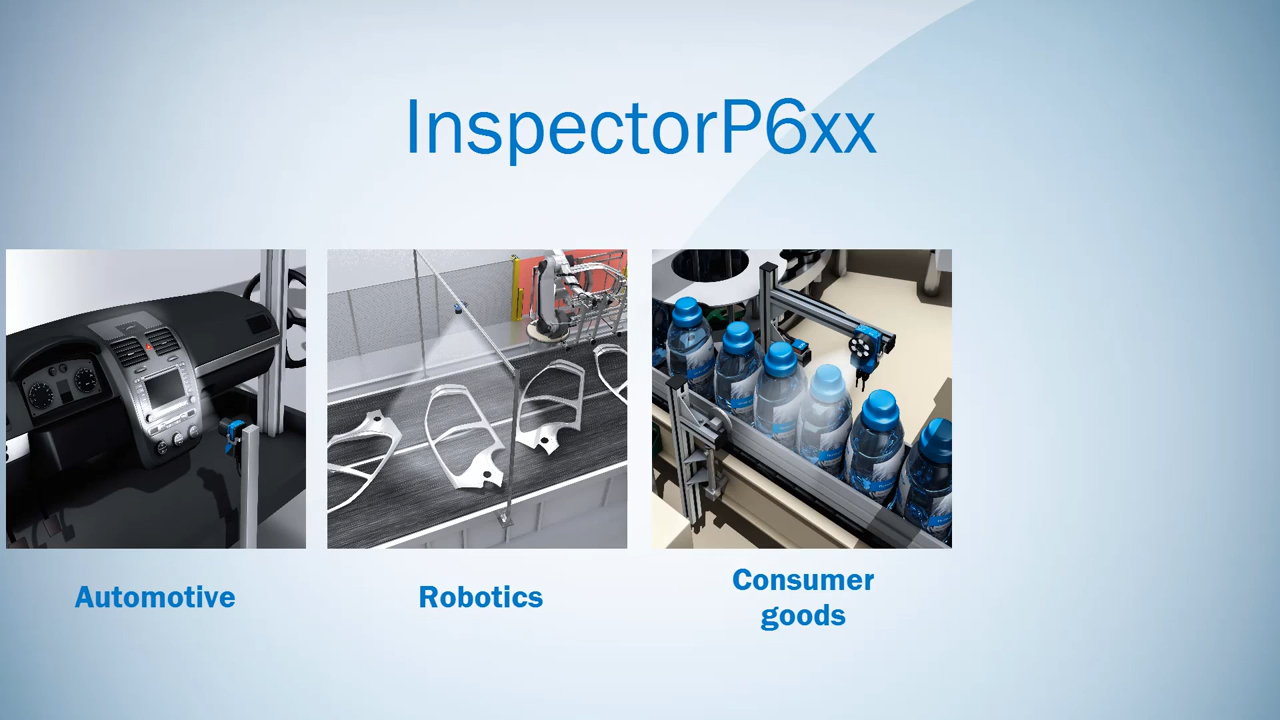 InspectorP6xx
Automotive
Robotics
Consumer
goods